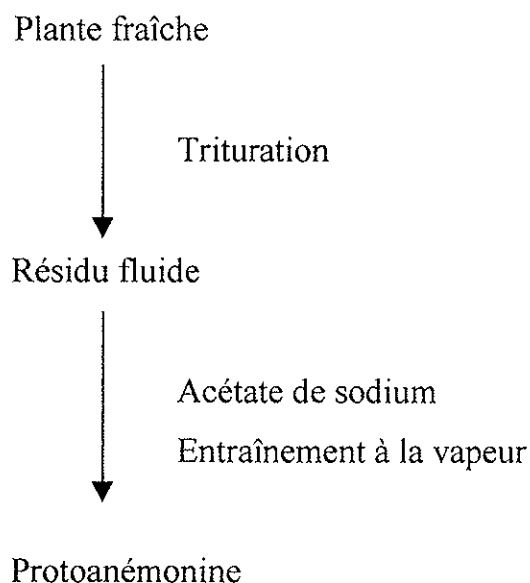 Plante fraîche
Trituration
Résidu fluide
Acétate de sodium
Entraînement à la vapeur
Protoanémonine